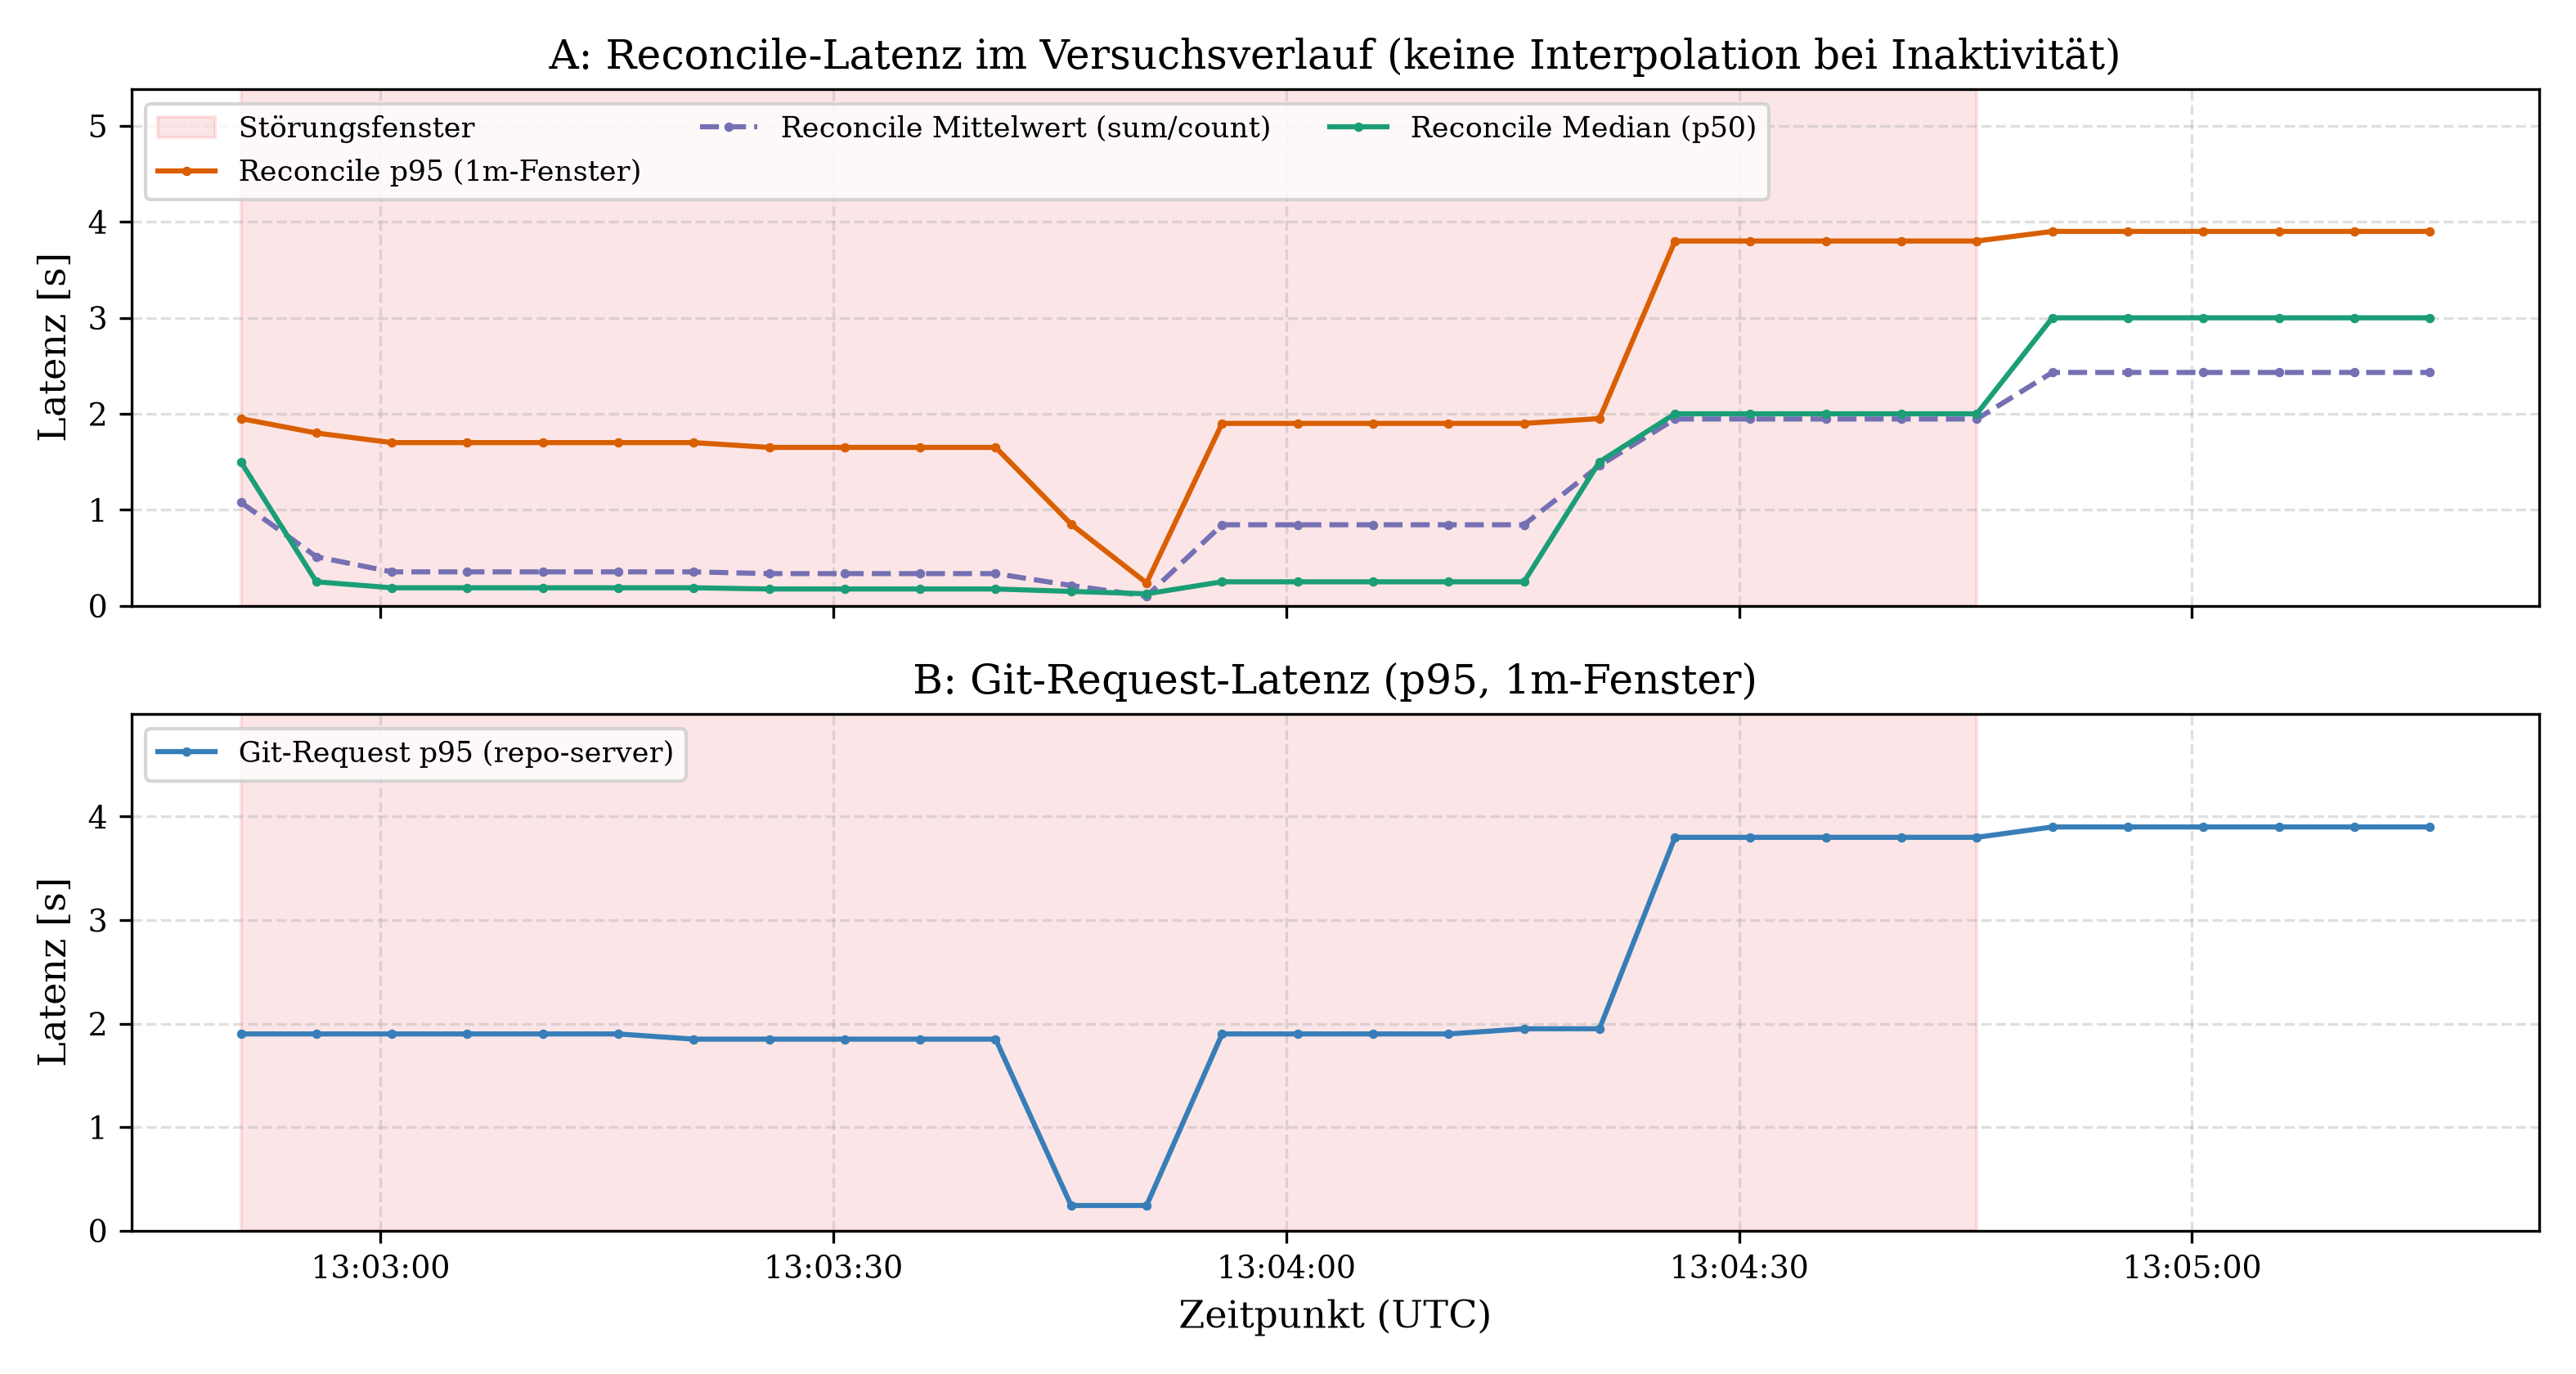 A: Reconcile-Latenz im Versuchsverlauf (keine Interpolation bei Inaktivität)
Störungsfenster
Reconcile p95 (1m-Fenster)
Reconcile Mittelwert (sum/count)
Reconcile Median (p50)
Latenz [s]
5
4
3
2
1
0
B: Git-Request-Latenz (p95, 1m-Fenster)
Git-Request p95 (repo-server)
Latenz [s]
4
3
2
1
0
13:03:00
13:03:30
13:04:00
13:04:30
13:05:00
Zeitpunkt (UTC)